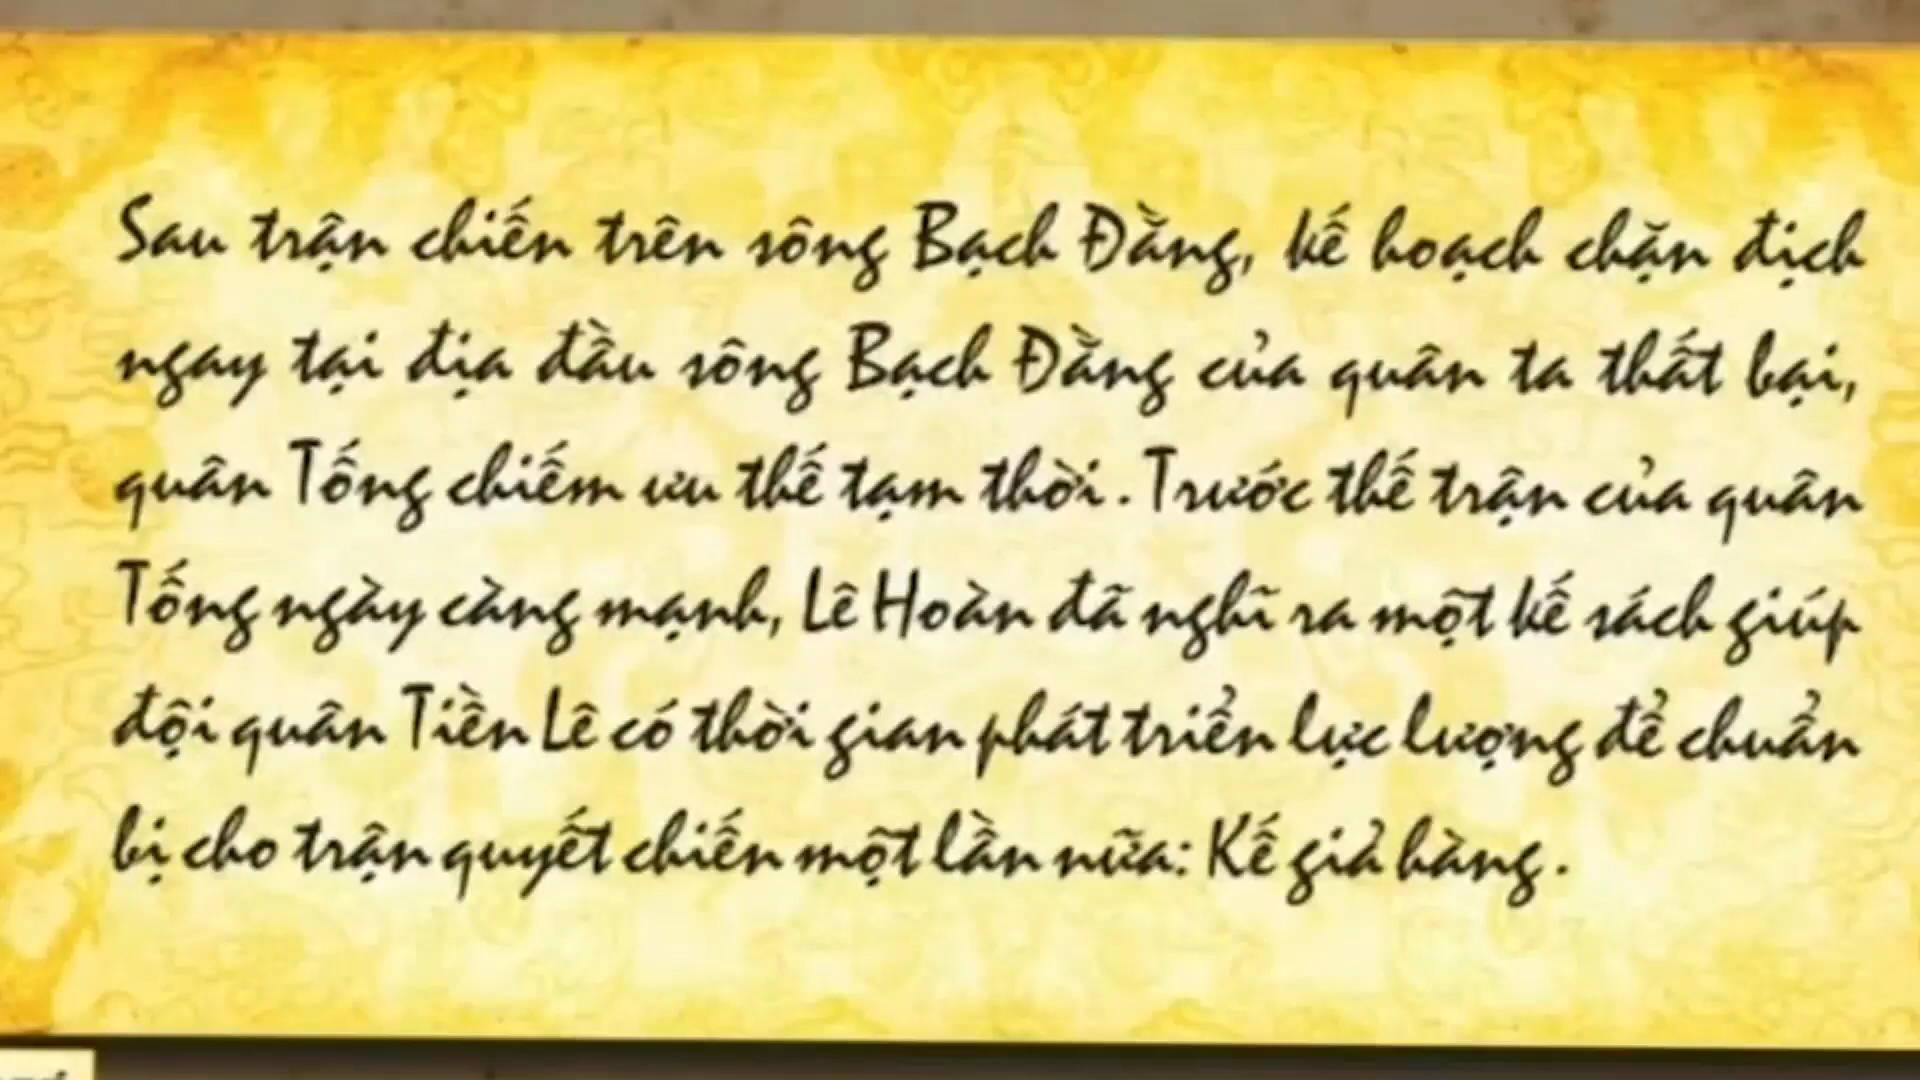 Sau trận chiến trên sông Bạch Đằng, kế hoạch chặn địch
ngay tại địa đầu sông Bạch Đằng của quân ta thất bại,
quân Tống chiếm ưu thế tạm thời. Trước thế trận của quân
Tống ngày càng mạnh, Lê Hoàn đã nghĩ ra một kế sách giúp
đội quân Tiền Lê có thời gian phát triển lực lượng để chuẩn
bị cho trận quyết chiến một lần nữa: Kế giả hàng.